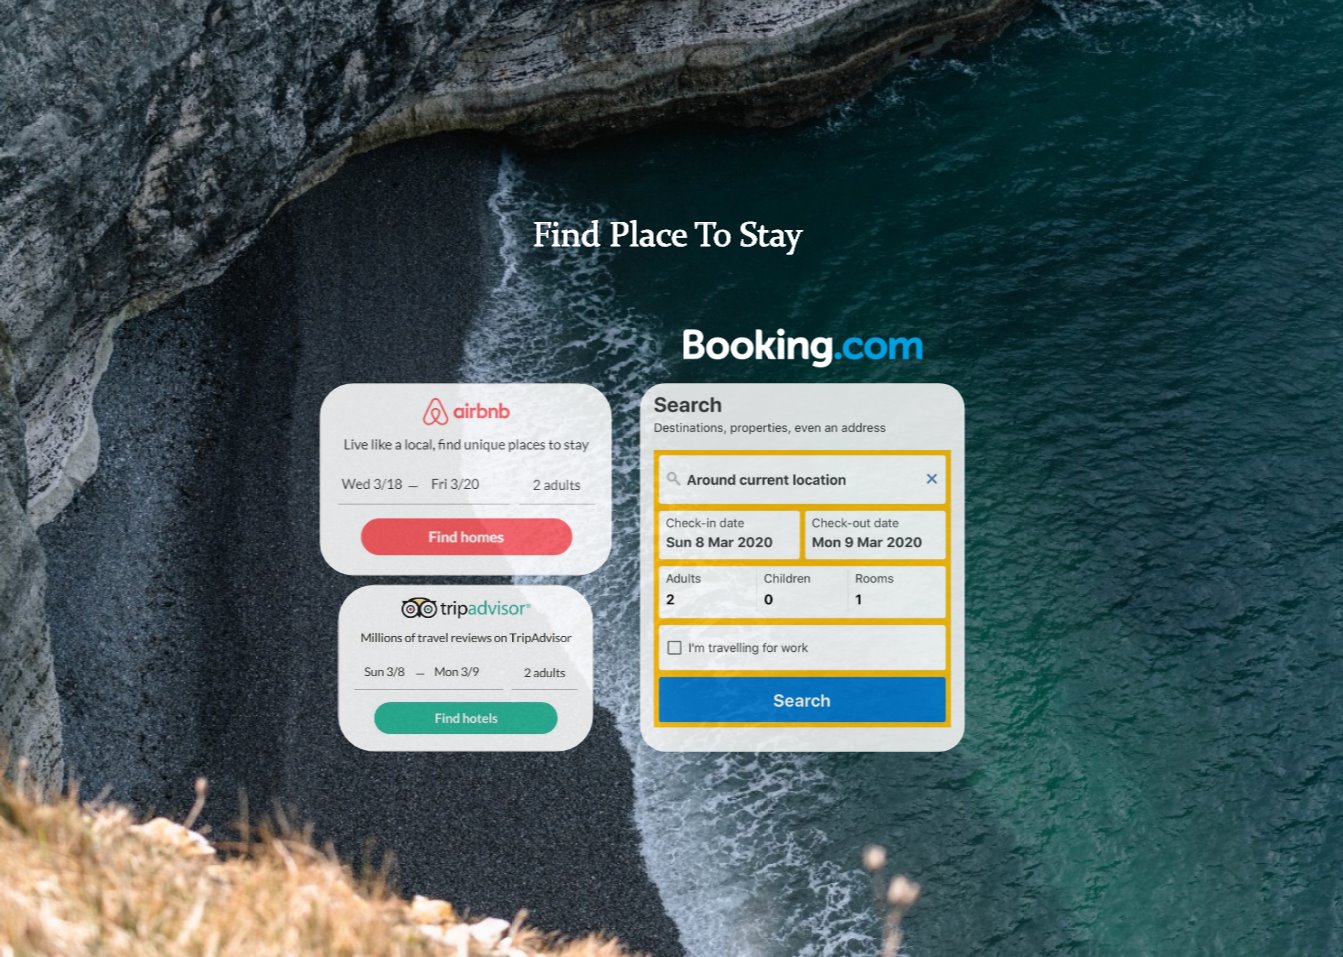 Find Place To Stay
airbnb
Live like a local, find unique places to stay
Wed 3/18 – Fri 3/20 2 adults
Find homes
tripadvisor®
Millions of travel reviews on TripAdvisor
Sun 3/8 – Mon 3/9 2 adults
Find hotels
Booking.com
Search
Destinations, properties, even an address
Around current location
Check-in date Check-out date
Sun 8 Mar 2020 Mon 9 Mar 2020
Adults Children Rooms
2 0 1
I'm travelling for work
Search